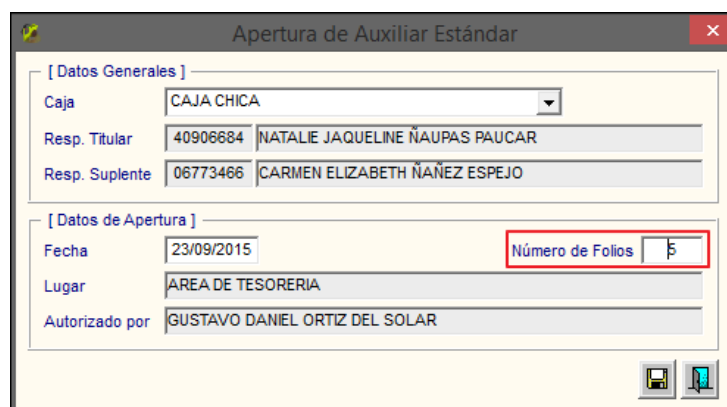 Apertura de Auxiliar Estándar
[ Datos Generales ]
Caja CAJA CHICA
Resp. Titular 40906684 NATALIE JAQUELINE ÑAUPAS PAUCAR
Resp. Suplente 06773466 CARMEN ELIZABETH ÑAÑEZ ESPEJO
[ Datos de Apertura ]
Fecha 23/09/2015 Número de Folios 5
Lugar AREA DE TESORERIA
Autorizado por GUSTAVO DANIEL ORTIZ DEL SOLAR